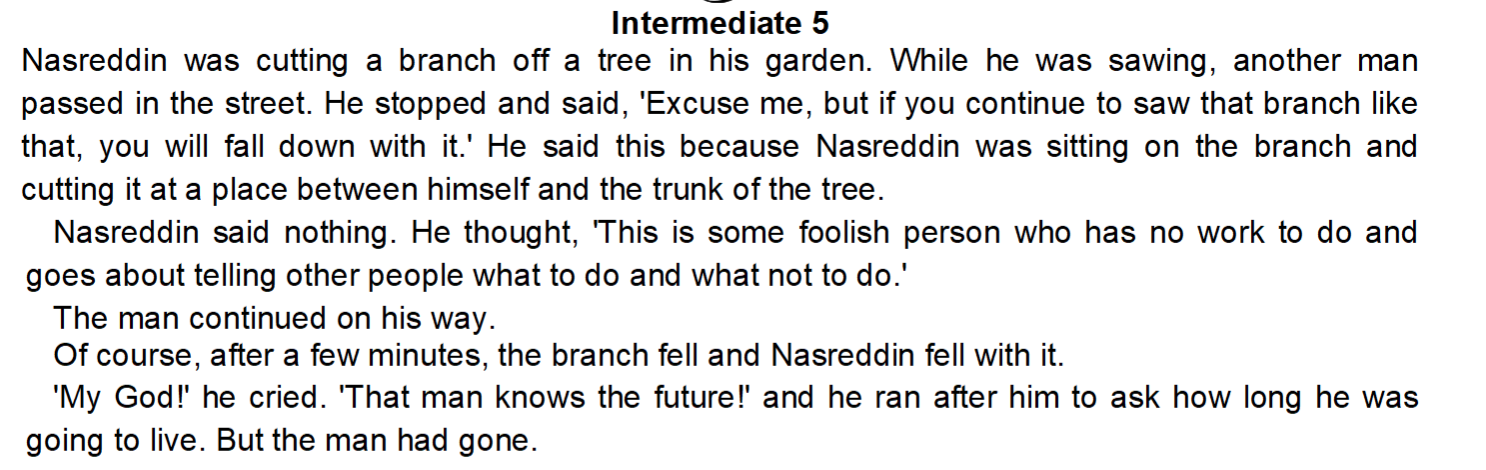 Intermediate 5
Nasreddin was cutting a branch off a tree in his garden. While he was sawing, another man
passed in the street. He stopped and said, 'Excuse me, but if you continue to saw that branch like
that, you will fall down with it.' He said this because Nasreddin was sitting on the branch and
cutting it at a place between himself and the trunk of the tree.
Nasreddin said nothing. He thought, 'This is some foolish person who has no work to do and
goes about telling other people what to do and what not to do.'
The man continued on his way.
Of course, after a few minutes, the branch fell and Nasreddin fell with it.
'My God!' he cried. 'That man knows the future!' and he ran after him to ask how long he was
going to live. But the man had gone.